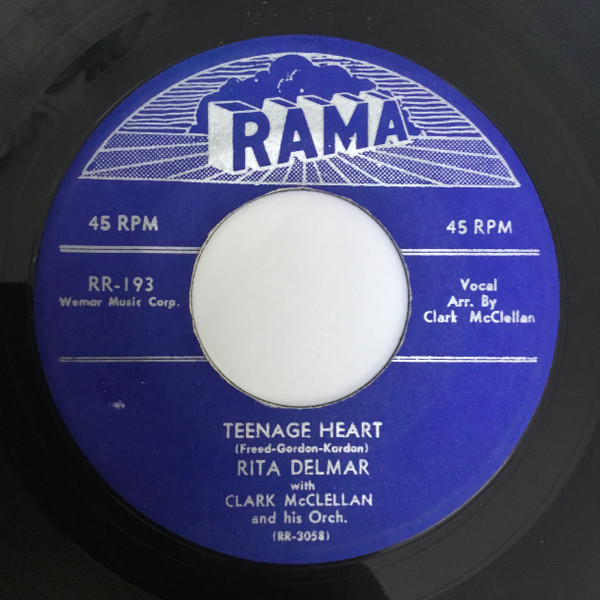 RAMA
45 RPM
45 RPM
RR-193
Wemar Music Corp.
Vocal
Arr. By
Clark McClellan
TEENAGE HEART
(Freed-Gordon-Kardon)
RITA DELMAR
with
CLARK McCLELLAN
and his Orch.
(RR-3058)